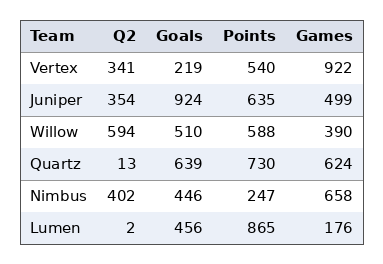 Team Q2 Goals Points Games
Vertex 341 219 540 922
Juniper 354 924 635 499
Willow 594 510 588 390
Quartz 13 639 730 624
Nimbus 402 446 247 658
Lumen 2 456 865 176